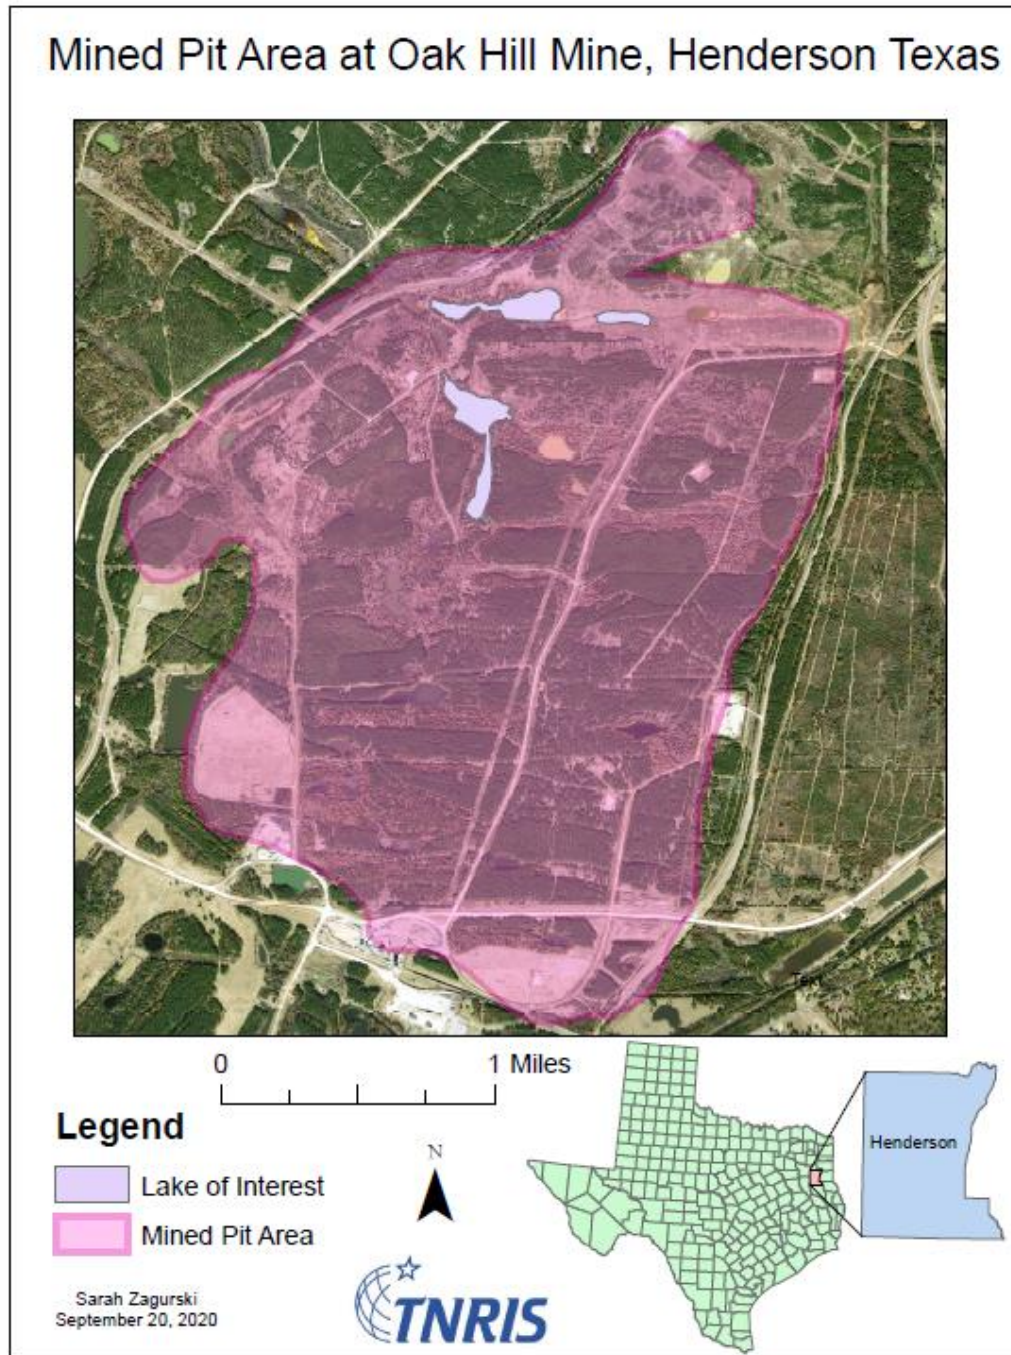 Mined Pit Area at Oak Hill Mine, Henderson Texas
0 1 Miles
Legend
Lake of Interest
Mined Pit Area
N
Henderson
Sarah Zagurski
September 20, 2020
TNRIS